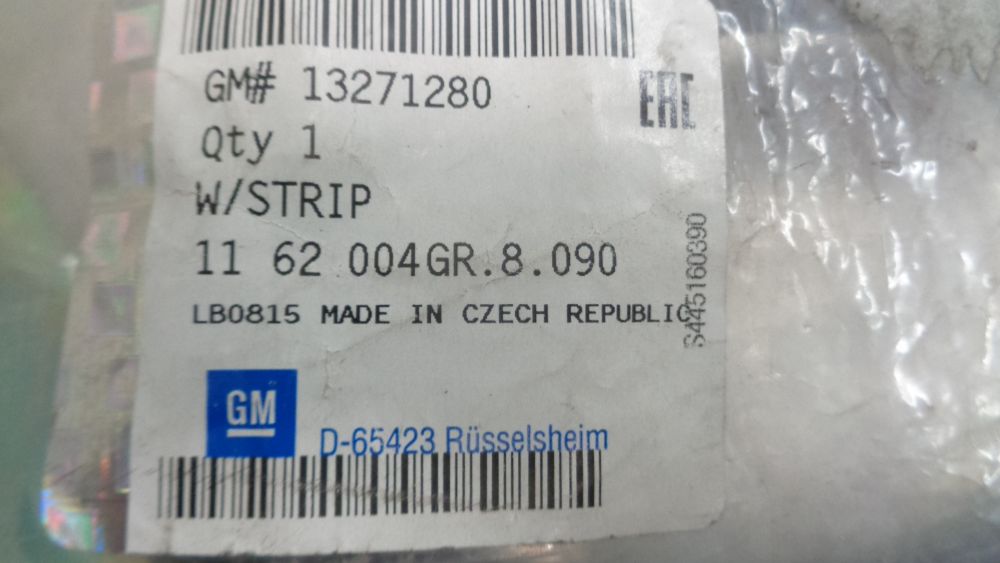 GM# 13271280
EAC
Qty 1
W/STRIP
11 62 004GR.8.090
LB0815 MADE IN CZECH REPUBLIC
S445160390
GM
D-65423 Rüsselsheim